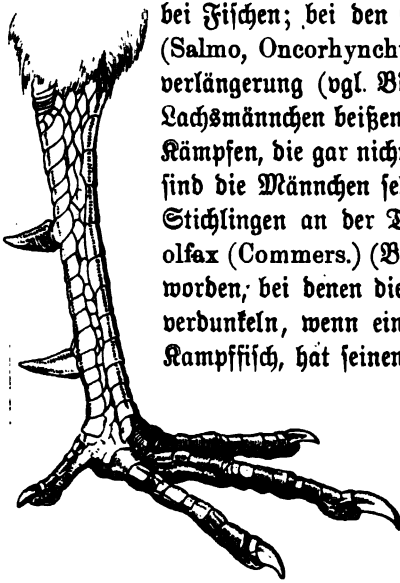 bei Fischen; bei den
(Salmo, Oncorhynch
verlängerung (vgl.
Lachsmännchen beißen
Kämpfen, die gar nich
sind die Männchen se
Stichlingen an der
olfax (Commers.) (B
worden, bei denen die
verdunkeln, wenn ein
Kampffisch, hat seinen